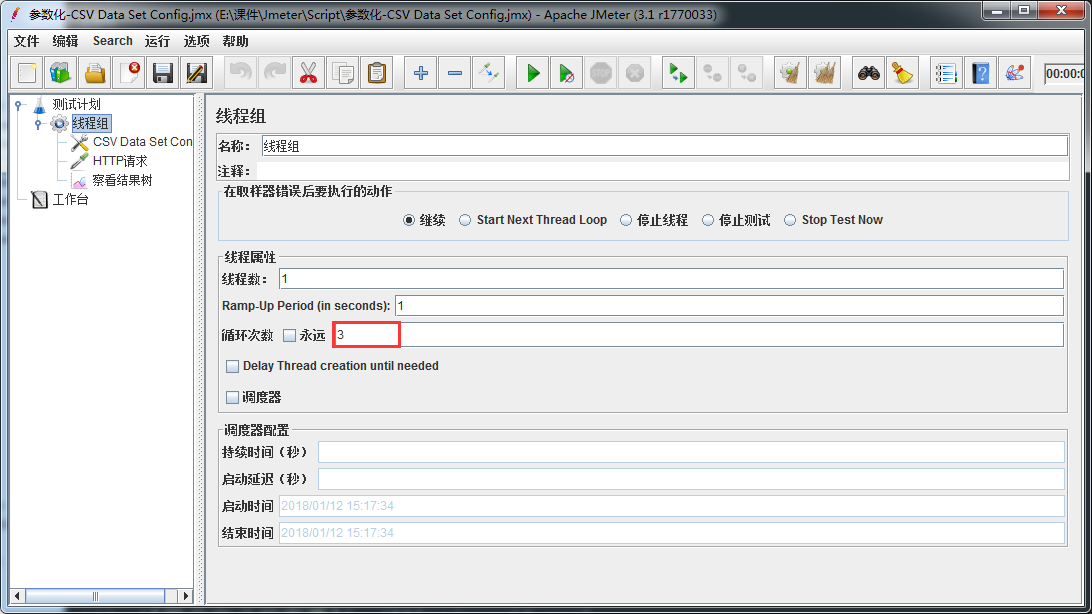 参数化-CSV Data Set Config.jmx (E:\课件\Jmeter\Script\参数化-CSV Data Set Config.jmx) - Apache JMeter (3.1 r1770033)
文件 编辑 Search 运行 选项 帮助
STOP
00:00:0
测试计划
线程组
CSV Data Set Con
HTTP请求
察看结果树
工作台
线程组
名称： 线程组
注释：
在取样器错误后要执行的动作
继续 Start Next Thread Loop 停止线程 停止测试 Stop Test Now
线程属性
线程数： 1
Ramp-Up Period (in seconds): 1
循环次数 永远 3
Delay Thread creation until needed
调度器
调度器配置
持续时间（秒）
启动延迟（秒）
启动时间 2018/01/12 15:17:34
结束时间 2018/01/12 15:17:34